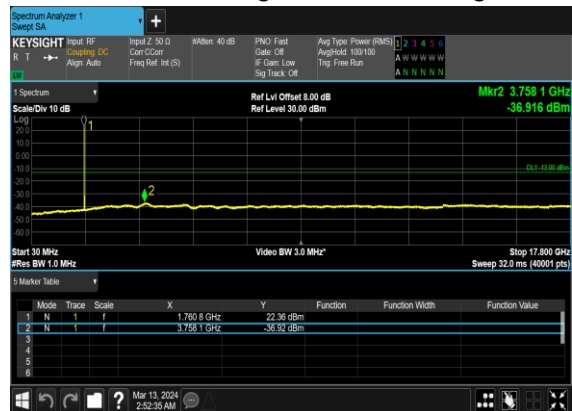 Spectrum Analyzer 1
Swept SA
+
KEYSIGHT Input: RF Input Z: 50 Ω #Atten: 40 dB PNO: Fast Avg Type: Power (RMS) 1 2 3 4 5 6
R T Coupling: DC Corr CCorr Gate: Off Avg|Hold: 100/100 A W W W W W
Align: Auto Freq Ref: Int (S) IF Gain: Low Trig: Free Run
Sig Track: Off A N N N N N
1 Spectrum Ref Lvl Offset 8.00 dB Mkr2 3.758 1 GHz
Scale/Div 10 dB Ref Level 30.00 dBm -36.916 dBm
Log
20.0 1
10.0
0.00
-10.0 DL1 -13.00 dBm
-20.0
-30.0 2
-40.0
-50.0
-60.0
Start 30 MHz Video BW 3.0 MHz* Stop 17.800 GHz
#Res BW 1.0 MHz Sweep 32.0 ms (40001 pts)
5 Marker Table
Mode Trace Scale X Y Function Function Width Function Value
1 N 1 f 1.760 8 GHz 22.36 dBm
2 N 1 f 3.758 1 GHz -36.92 dBm
3
4
5
6
? Mar 13, 2024
2:52:35 AM